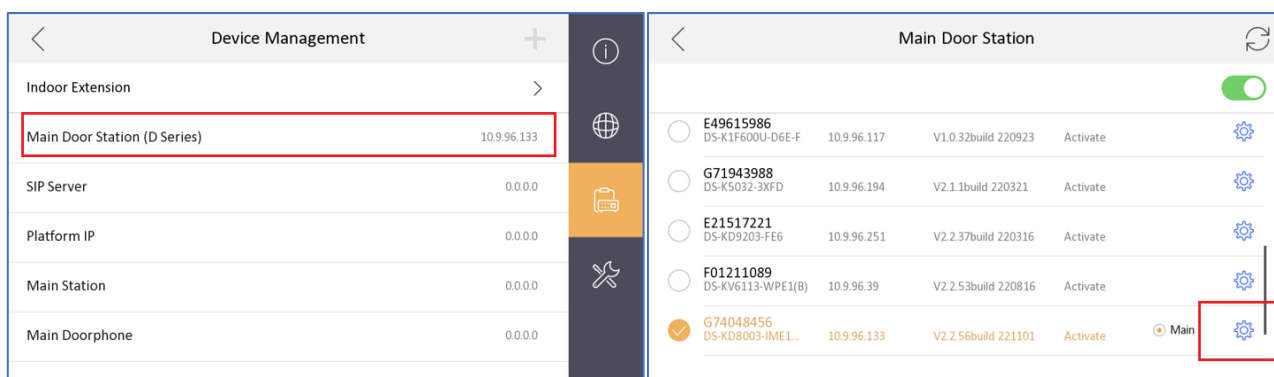 Device Management
Indoor Extension
Main Door Station (D Series) 10.9.96.133
SIP Server 0.0.0.0
Platform IP 0.0.0.0
Main Station 0.0.0.0
Main Doorphone 0.0.0.0
Main Door Station
E49615986
DS-K1F600U-D6E-F 10.9.96.117 V1.0.32build 220923 Activate
G71943988
DS-K5032-3XFD 10.9.96.194 V2.1.1build 220321 Activate
E21517221
DS-KD9203-FE6 10.9.96.251 V2.2.37build 220316 Activate
F01211089
DS-KV6113-WPE1(B) 10.9.96.39 V2.2.53build 220816 Activate
G74048456
DS-KD8003-IME1... 10.9.96.133 V2.2.56build 221101 Activate Main